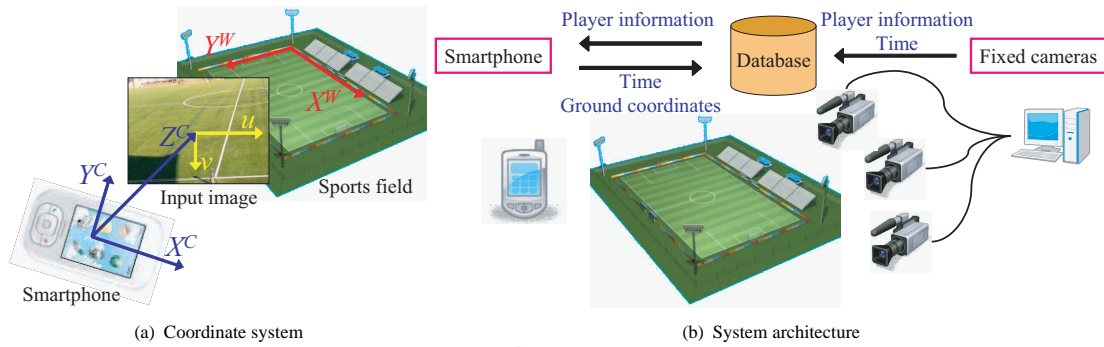 Y^W
X^W
Z^C
u
v
Y^C
X^C
Input image
Sports field
Smartphone
(a) Coordinate system
Player information
Smartphone
Time
Ground coordinates
Database
Player information
Time
Fixed cameras
(b) System architecture